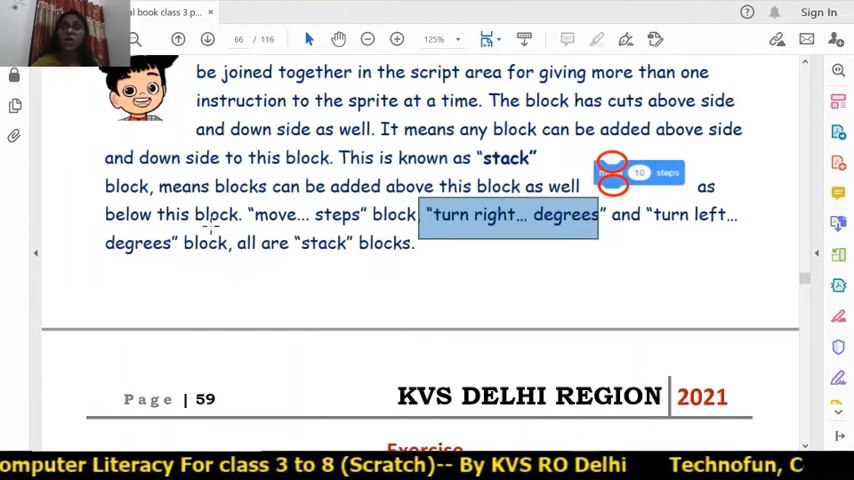 al book class 3.p...
Sign In
66 / 116
125%
be joined together in the script area for giving more than one
instruction to the sprite at a time. The block has cuts above side
and down side as well. It means any block can be added above side
and down side to this block. This is known as “stack”
10 steps
block, means blocks can be added above this block as well as
below this block. “move... steps” block, “turn right... degrees” and “turn left...
degrees” block, all are “stack” blocks.
Page | 59
KVS DELHI REGION 2021
Exercise
omputer Literacy For class 3 to 8 (Scratch)-- By KVS RO Delhi Technofun, C